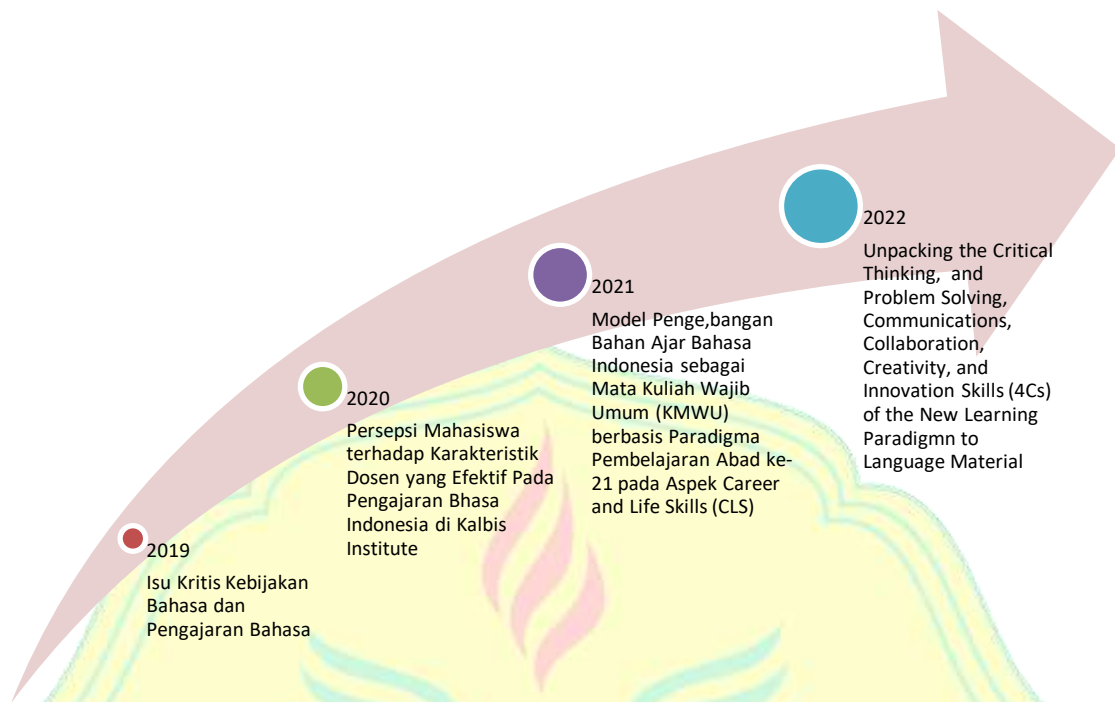 2019
Isu Kritis Kebijakan
Bahasa dan
Pengajaran Bahasa
2020
Persepsi Mahasiswa
terhadap Karakteristik
Dosen yang Efektif Pada
Pengajaran Bhasa
Indonesia di Kalbis
Institute
2021
Model Penge,bangan
Bahan Ajar Bahasa
Indonesia sebagai
Mata Kuliah Wajib
Umum (KMWU)
berbasis Paradigma
Pembelajaran Abad ke-
21 pada Aspek Career
and Life Skills (CLS)
2022
Unpacking the Critical
Thinking, and
Problem Solving,
Communications,
Collaboration,
Creativity, and
Innovation Skills (4Cs)
of the New Learning
Paradigmn to
Language Material